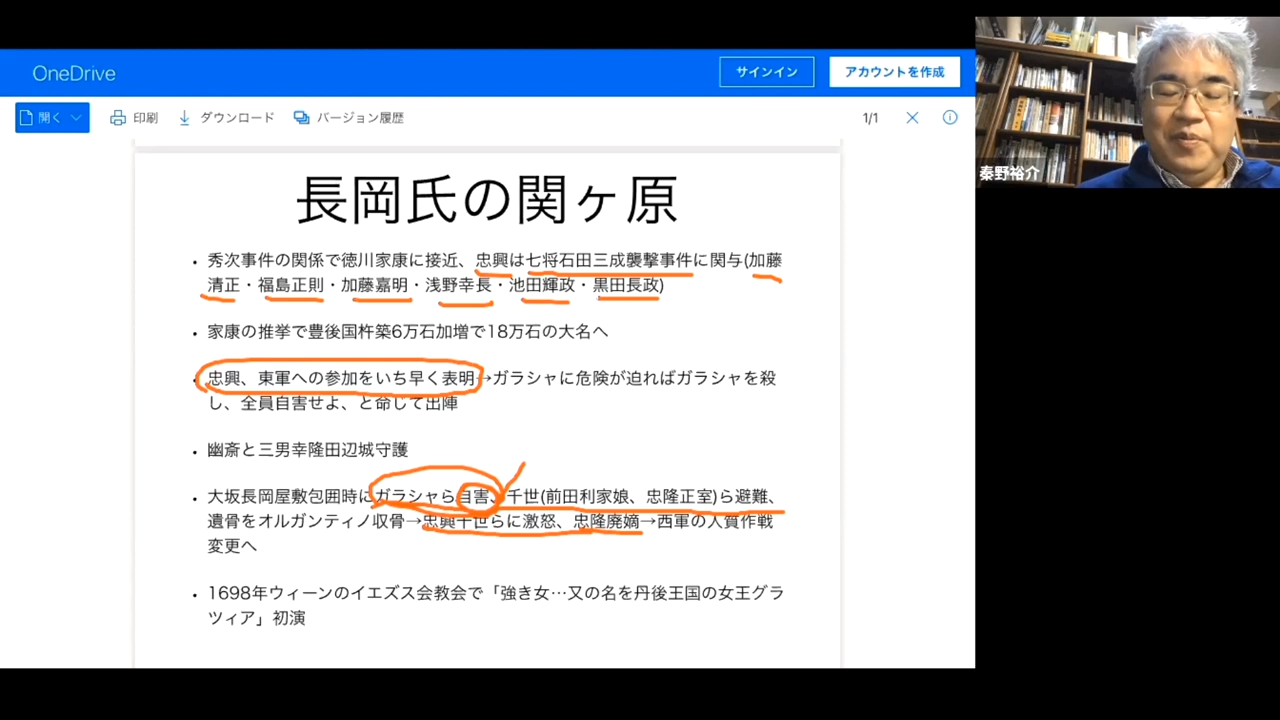 OneDrive
サインイン
アカウントを作成
開く
印刷
ダウンロード
バージョン履歴
1/1
秦野裕介
長岡氏の関ヶ原
・秀次事件の関係で徳川家康に接近、忠興は七将石田三成襲撃事件に関与(加藤
清正・福島正則・加藤嘉明・浅野幸長・池田輝政・黒田長政)
・家康の推挙で豊後国杵築6万石加増で18万石の大名へ
・忠興、東軍への参加をいち早く表明→ガラシャに危険が迫ればガラシャを殺
し、全員自害せよ、と命して出陣
・幽斎と三男幸隆田辺城守護
・大坂長岡屋敷包囲時にガラシャら自害、千世(前田利家娘、忠隆正室)ら避難、
遺骨をオルガンティノ収骨→忠興千世らに激怒、忠隆廃嫡→西軍の人質作戦
変更へ
・1698年ウィーンのイエズス会教会で「強き女…又の名を丹後王国の女王グラ
ツィア」初演